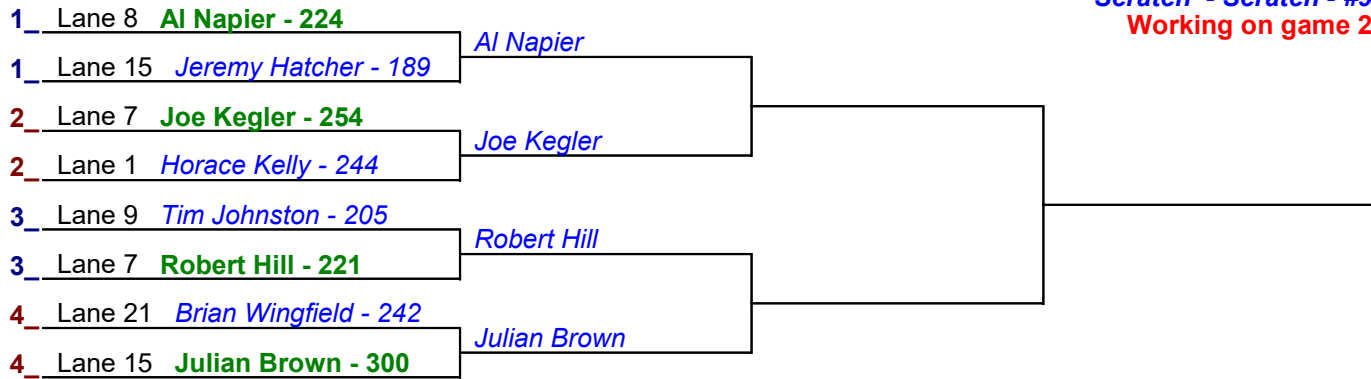 Scratch - Scratch - #9
Working on game 2
1_ Lane 8 Al Napier - 224
Al Napier
1_ Lane 15 Jeremy Hatcher - 189
2_ Lane 7 Joe Kegler - 254
Joe Kegler
2_ Lane 1 Horace Kelly - 244
3_ Lane 9 Tim Johnston - 205
Robert Hill
3_ Lane 7 Robert Hill - 221
4_ Lane 21 Brian Wingfield - 242
Julian Brown
4_ Lane 15 Julian Brown - 300